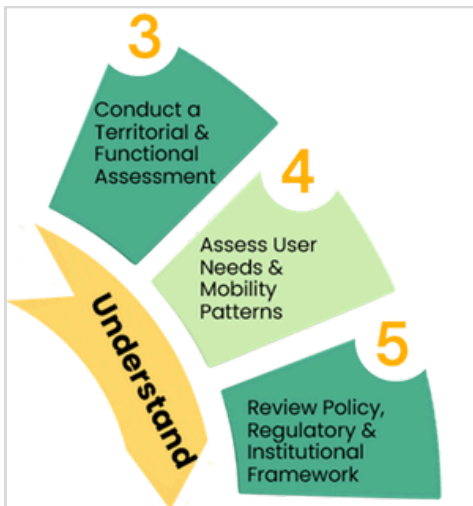 3
Conduct a
Territorial &
Functional
Assessment
4
Assess User
Needs &
Mobility
Patterns
5
Review Policy,
Regulatory &
Institutional
Framework
Understand